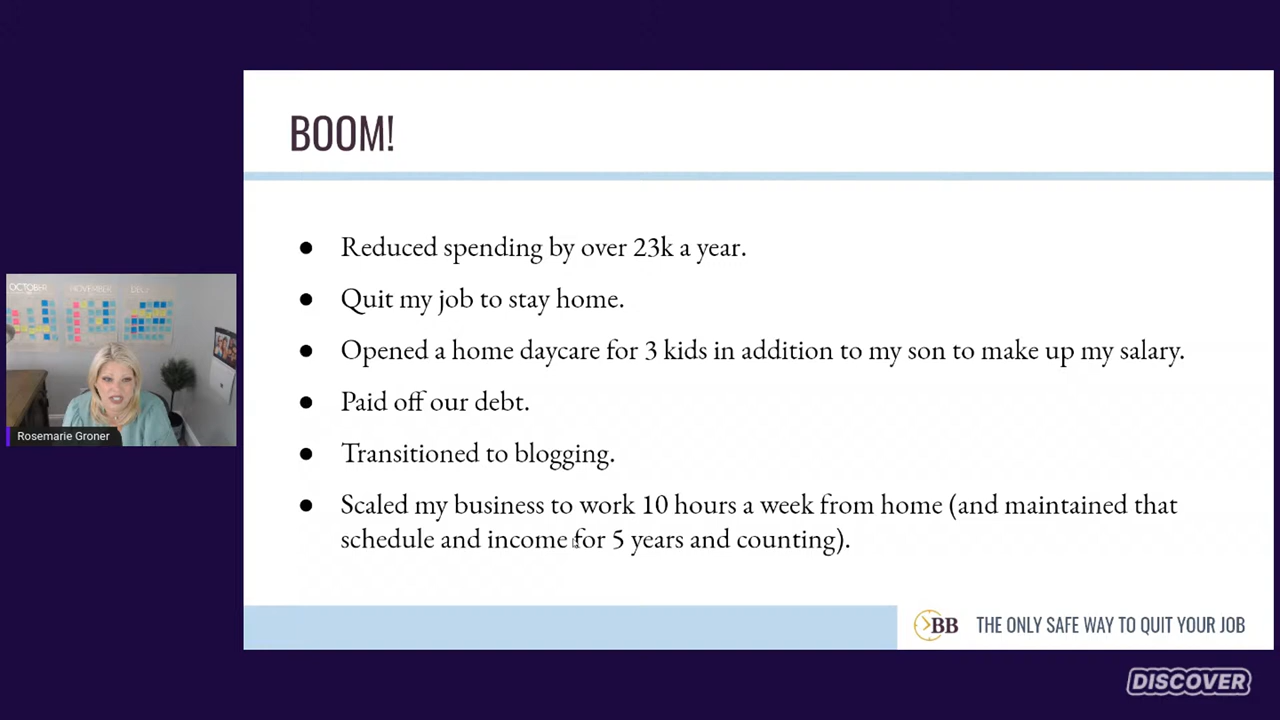 BOOM!
● Reduced spending by over 23k a year.
● Quit my job to stay home.
● Opened a home daycare for 3 kids in addition to my son to make up my salary.
● Paid off our debt.
● Transitioned to blogging.
● Scaled my business to work 10 hours a week from home (and maintained that
schedule and income for 5 years and counting).
OCTOBER NOVEMBER DEC
Rosemarie Groner
BB THE ONLY SAFE WAY TO QUIT YOUR JOB
DISCOVER